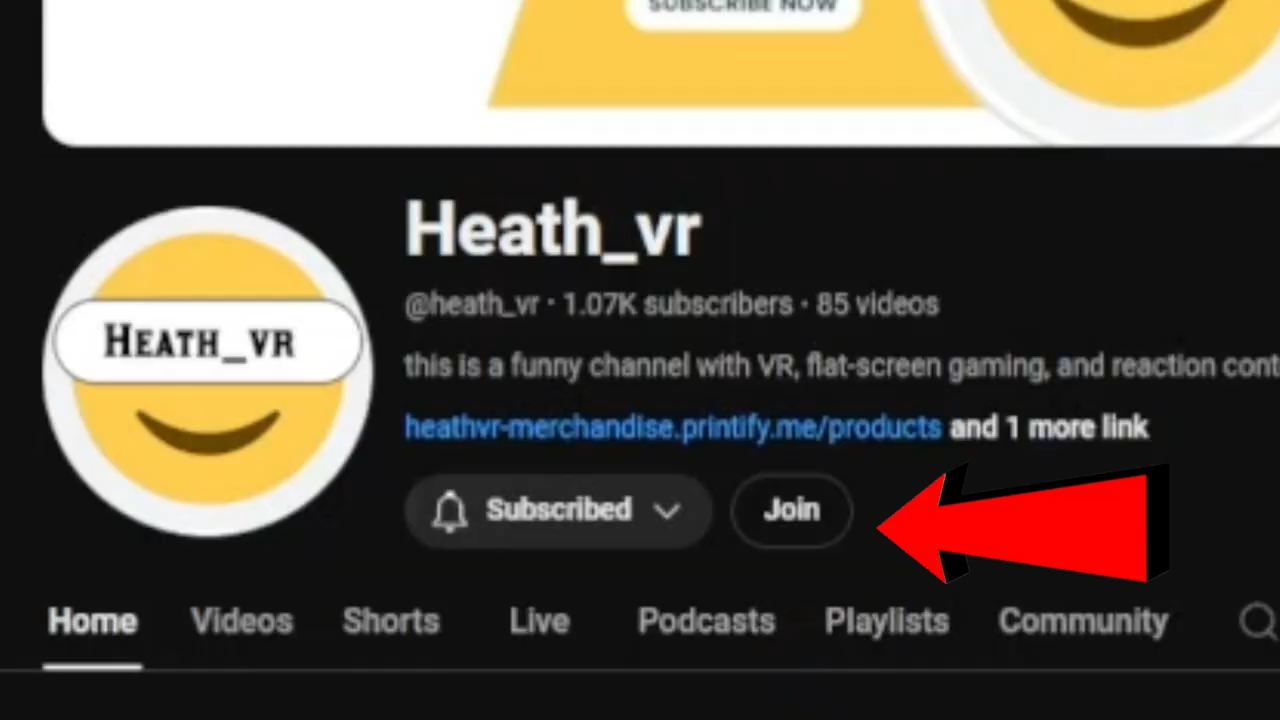 SUBSCRIBE NOW
Heath_vr
HEATH_VR
@heath_vr · 1.07K subscribers · 85 videos
this is a funny channel with VR, flat-screen gaming, and reaction cont
heathvr-merchandise.printify.me/products and 1 more link
Subscribed Join
Home Videos Shorts Live Podcasts Playlists Community